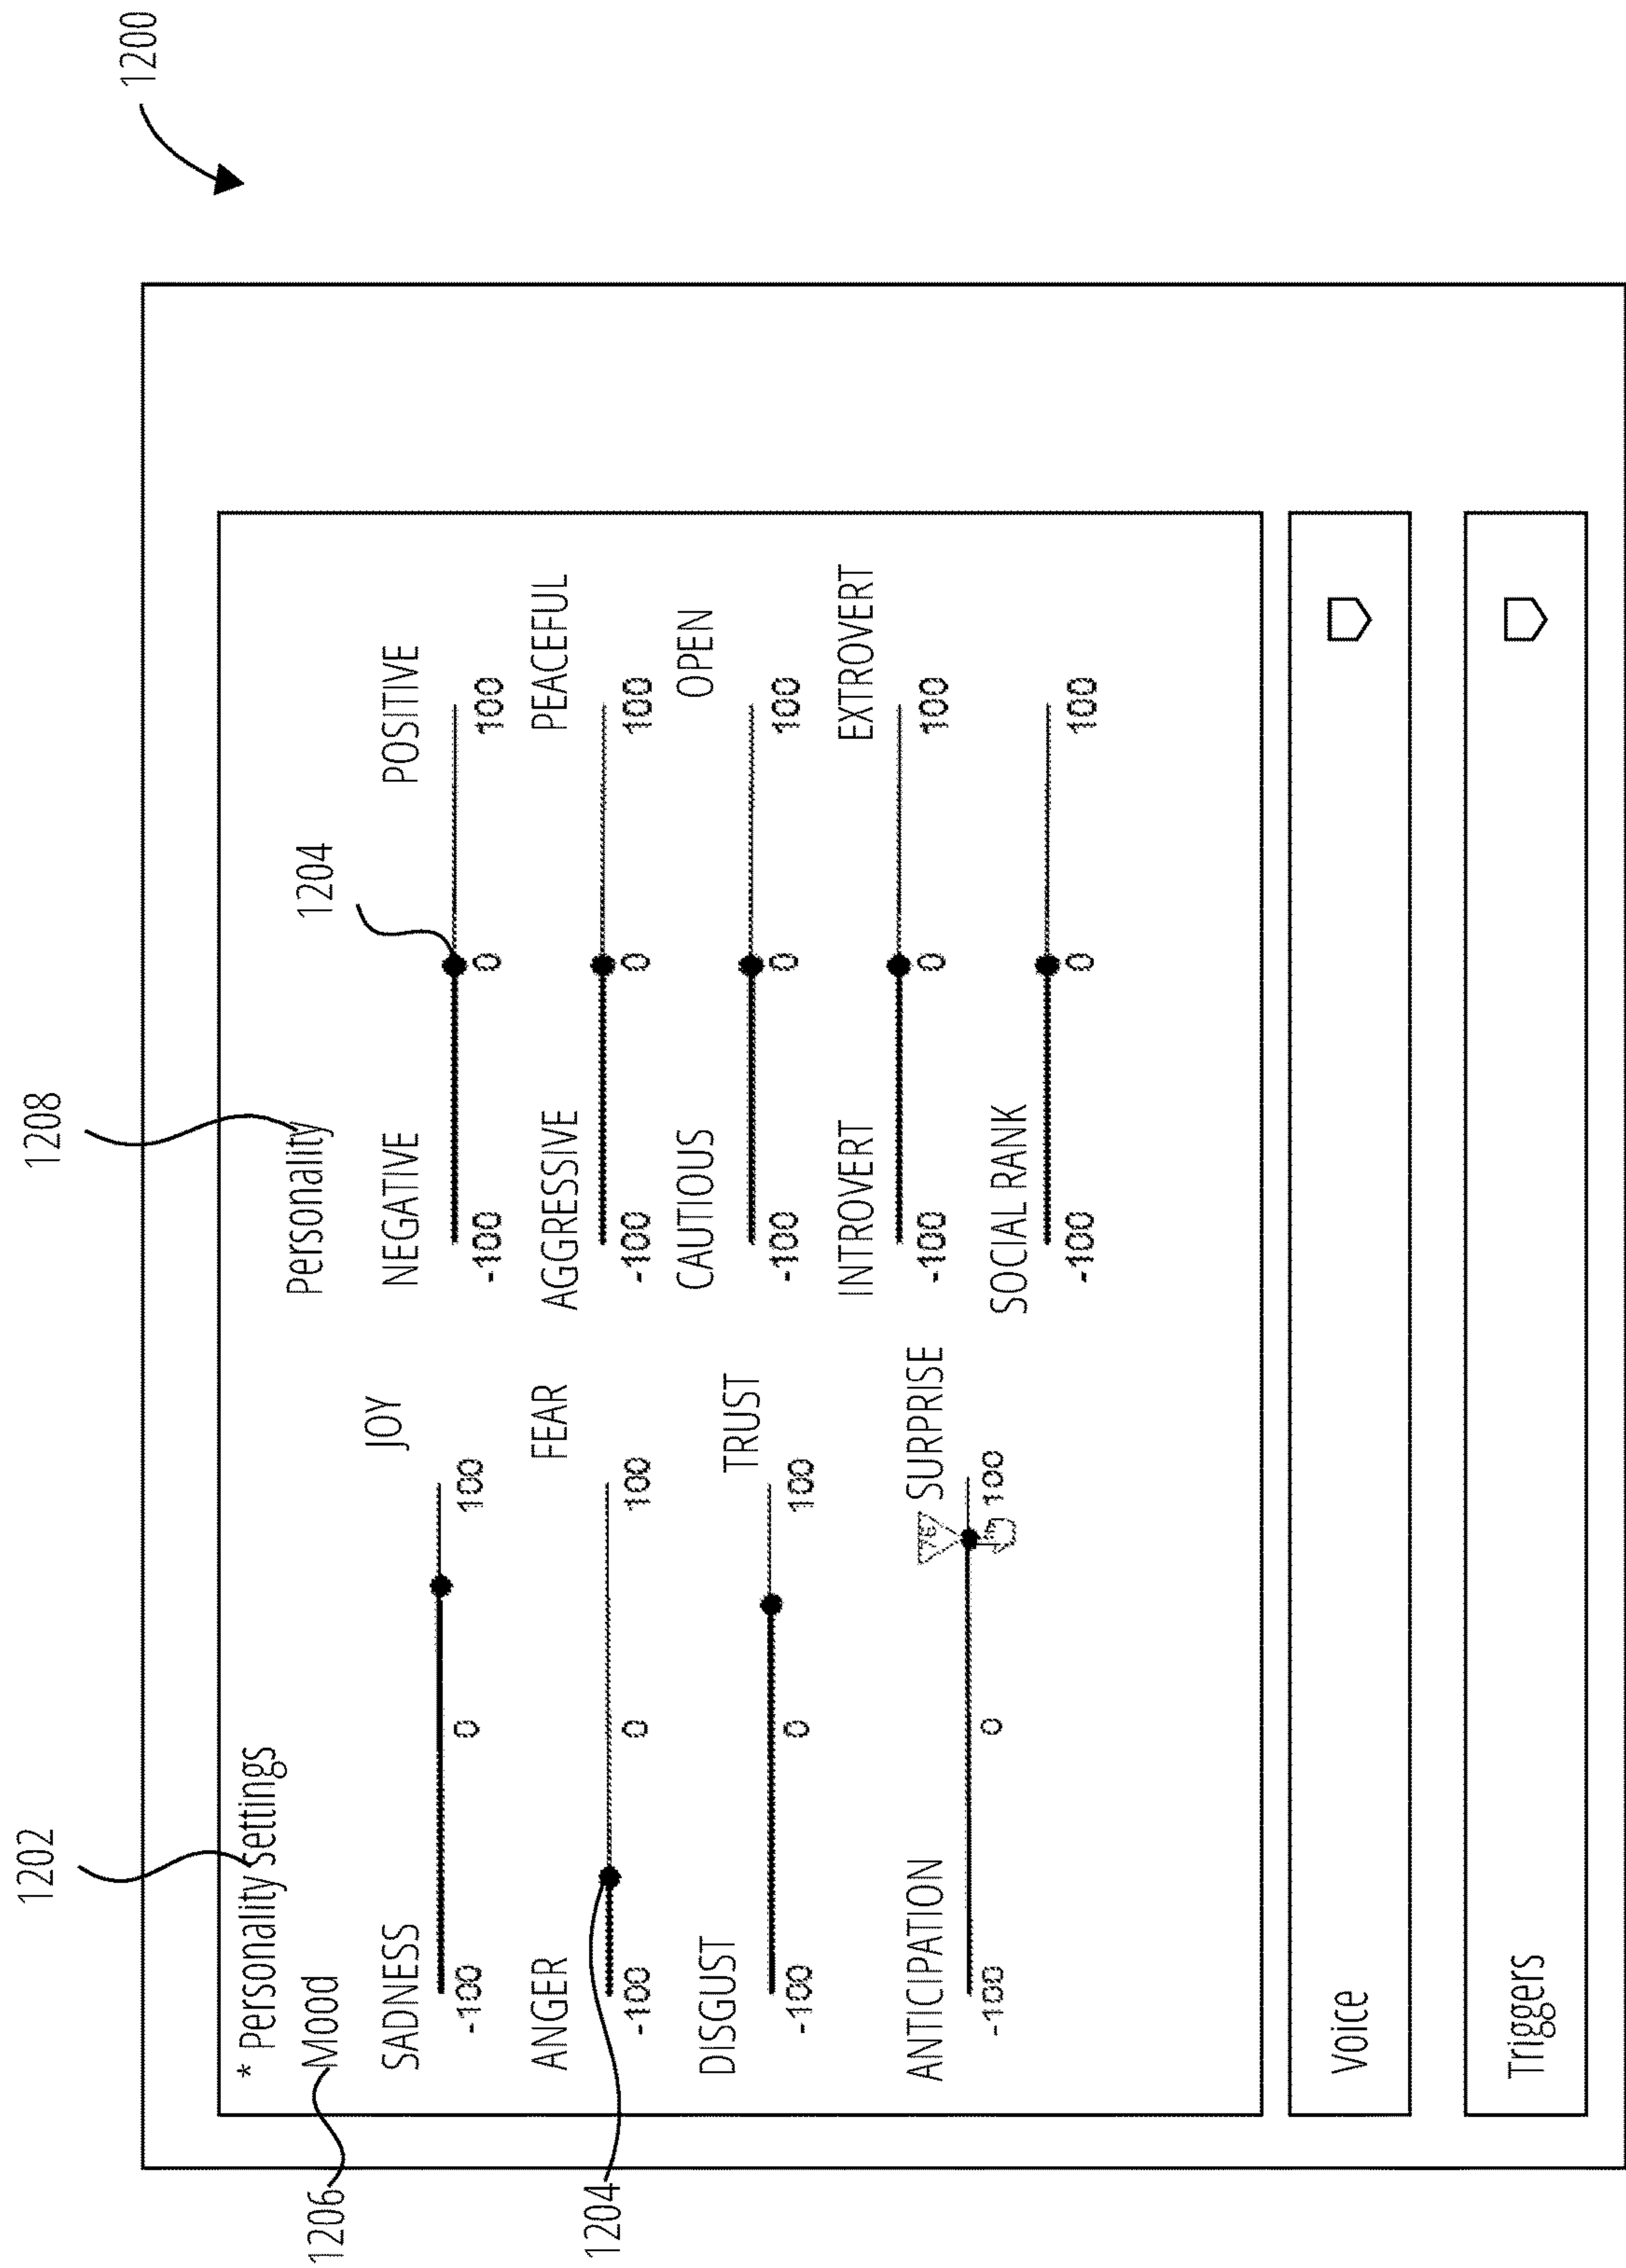 1200
1202
1208
* Personality Settings
1206
Mood
Personality
1204
SADNESS JOY
-100 0 100
NEGATIVE POSITIVE
-100 0 100
1204
ANGER FEAR
-100 0 100
AGGRESSIVE PEACEFUL
-100 0 100
DISGUST TRUST
-100 0 100
CAUTIOUS OPEN
-100 0 100
ANTICIPATION 76 SURPRISE
-100 0 100
INTROVERT EXTROVERT
-100 0 100
SOCIAL RANK
-100 0 100
Voice
Triggers